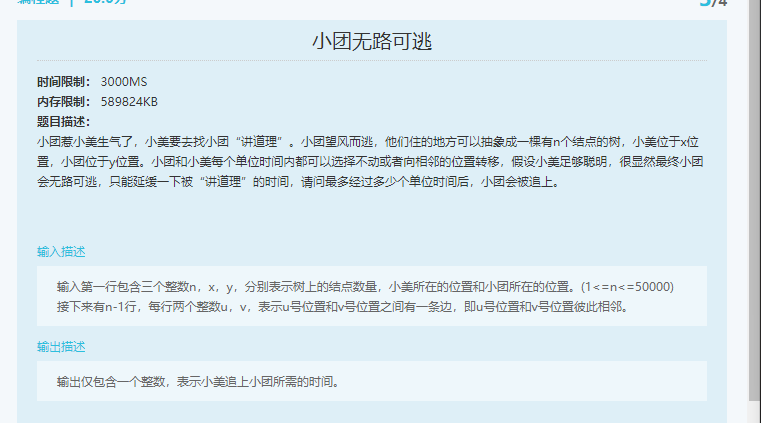 编程题 | 20.0分
3/4
小团无路可逃
时间限制： 3000MS
内存限制： 589824KB
题目描述：
小团惹小美生气了，小美要去找小团“讲道理”。小团望风而逃，他们住的地方可以抽象成一棵有n个结点的树，小美位于x位
置，小团位于y位置。小团和小美每个单位时间内都可以选择不动或者向相邻的位置转移，假设小美足够聪明，很显然最终小团
会无路可逃，只能延缓一下被“讲道理”的时间，请问最多经过多少个单位时间后，小团会被追上。
输入描述
输入第一行包含三个整数n，x，y，分别表示树上的结点数量，小美所在的位置和小团所在的位置。(1<=n<=50000)
接下来有n-1行，每行两个整数u，v，表示u号位置和v号位置之间有一条边，即u号位置和v号位置彼此相邻。
输出描述
输出仅包含一个整数，表示小美追上小团所需的时间。